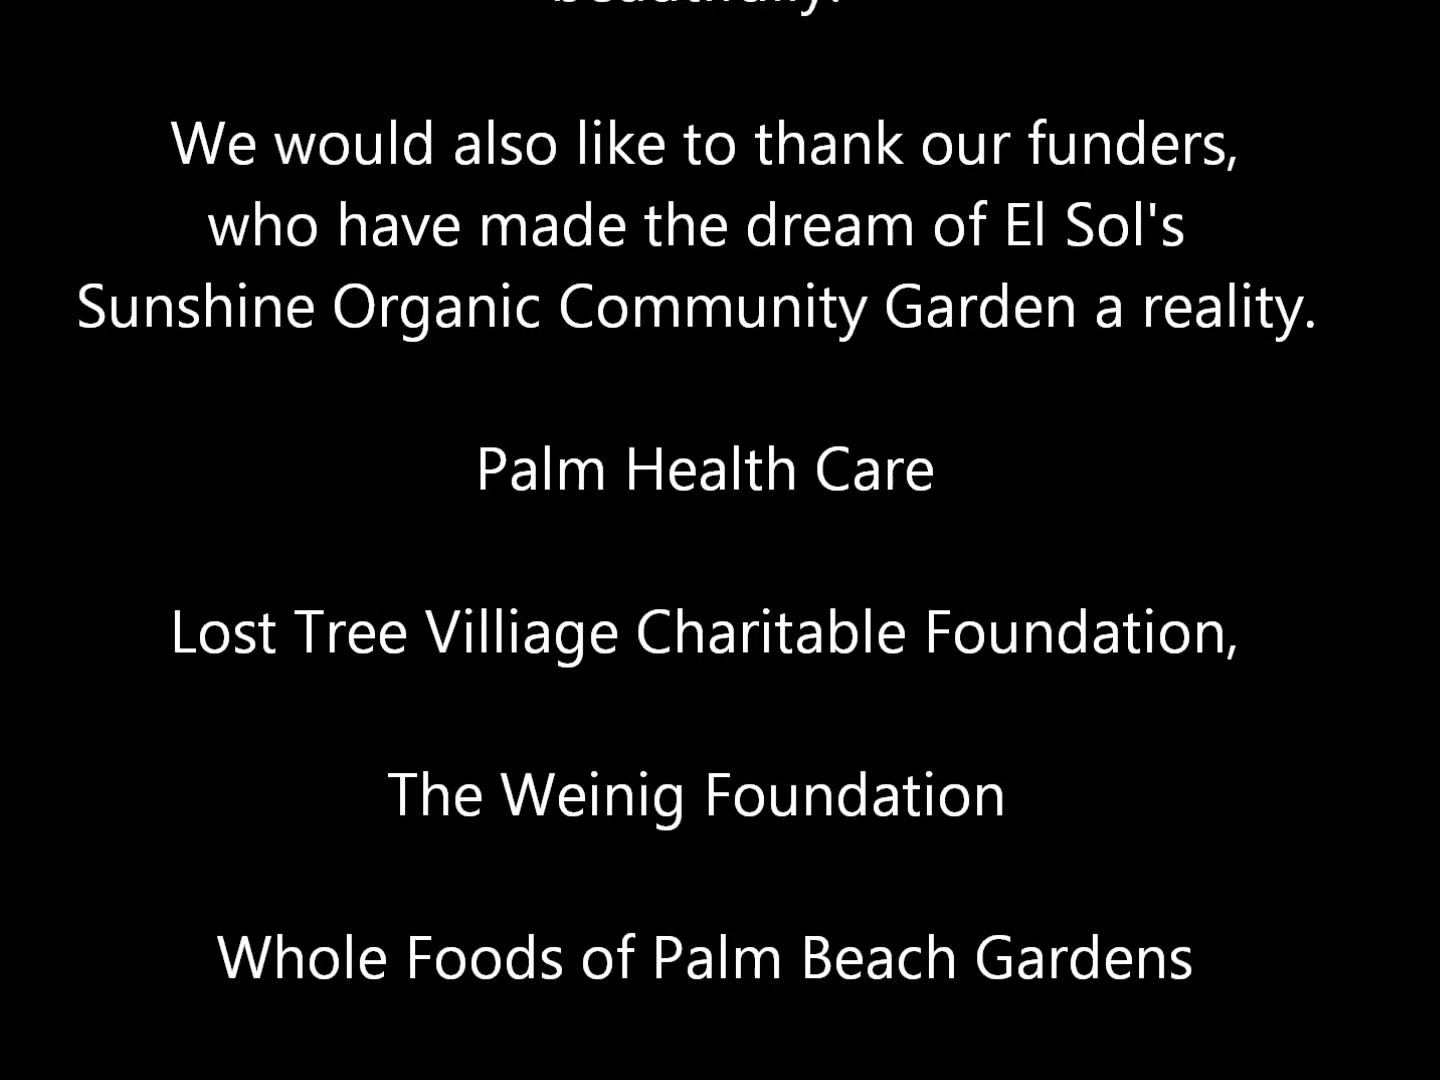 beautifully.
We would also like to thank our funders,
who have made the dream of El Sol's
Sunshine Organic Community Garden a reality.
Palm Health Care
Lost Tree Villiage Charitable Foundation,
The Weinig Foundation
Whole Foods of Palm Beach Gardens